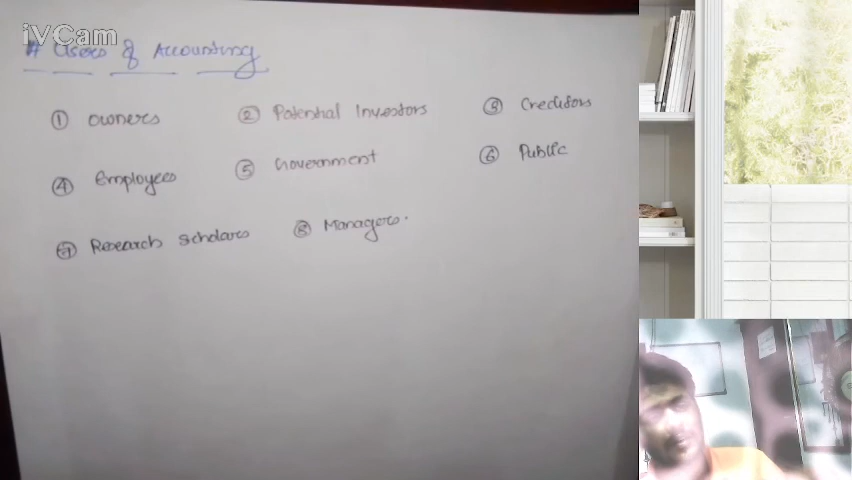 iVCam
# Users of Accounting
① owners ② Potential Investors ③ Creditors
④ Employees ⑤ Government ⑥ Public
⑦ Research scholars ⑧ Managers.